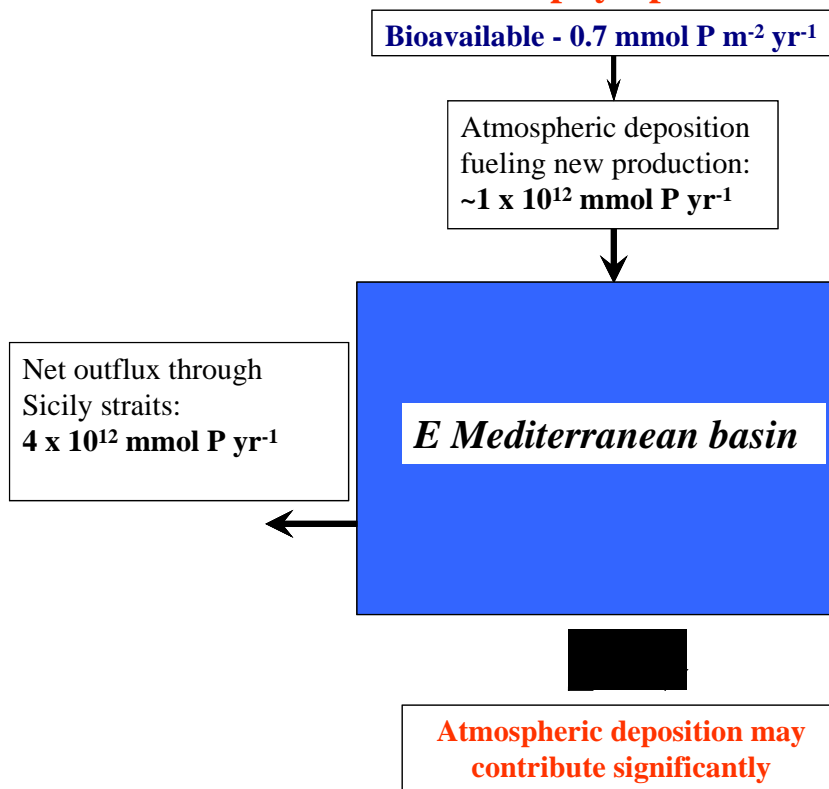 Bioavailable - 0.7 mmol P m-2 yr-1
Atmospheric deposition
fueling new production:
~1 x 1012 mmol P yr-1
Net outflux through
Sicily straits:
4 x 1012 mmol P yr-1
E Mediterranean basin
Atmospheric deposition may
contribute significantly